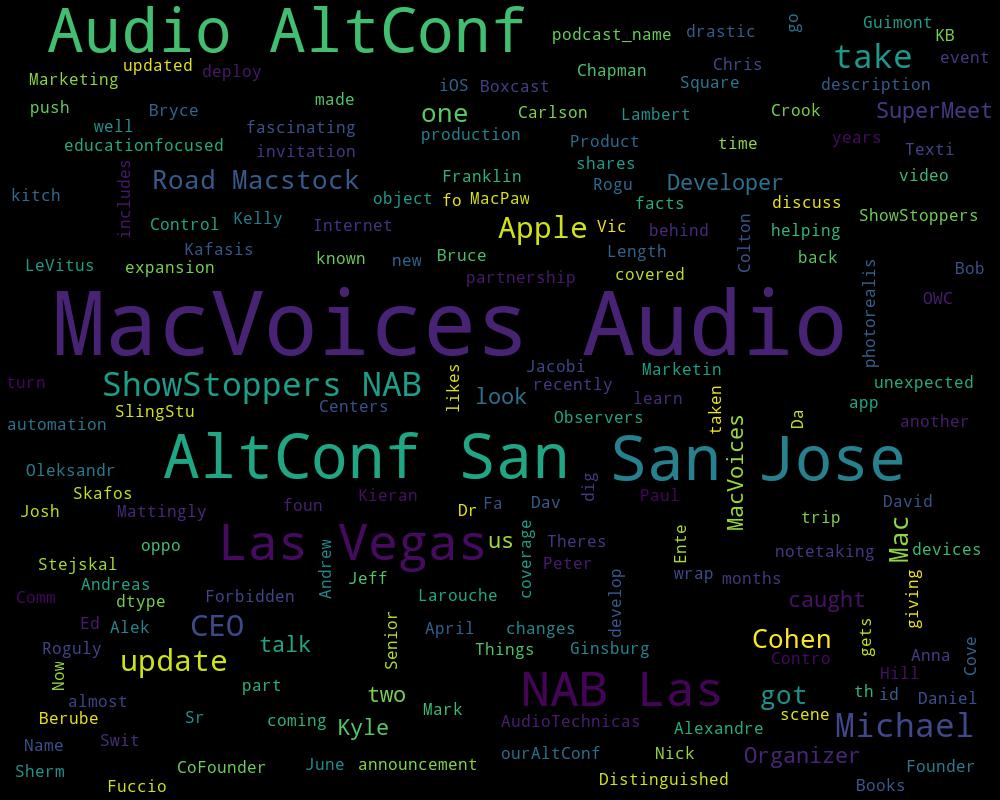 Audio AltConf
podcast_name
drastic
go
Guimont
KB
take
event
updated
deploy
Marketing
Chapman
Chris
Square
description
iOS
Boxcast
push
Bryce
made
one
Carlson
Lambert
Crook
SuperMeet
well
fascinating
production
Product
time
years
educationfocused
invitation
shares
Texti
kitch
includes
Road Macstock
Franklin
Rogu
Developer
video
object
fo
MacPaw
facts
discuss
ShowStoppers
Control
Kelly
Internet
Apple
Vic
behind
Colton
helping
Kafasis
known
new
Bruce
Length
back
LeVitus
expansion
partnership
covered
photorealis
Bob
OWC
MacVoices Audio
turn
ShowStoppers NAB
likes
Jacobi
recently
Marketin
unexpected
look
learn
taken
app
SlingStu
Centers
Observers
Da
another
automation
AltConf San
San Jose
MacVoices
Oleksandr
dig
Skafos
Kieran
Paul
David
Josh
Mattingly
foun
Dr
Fa
Dav
trip
Mac
Las Vegas
us
coverage
Theres
Ente
notetaking
devices
oppo
Stejskal
Andrew
Peter
Andreas
Jeff
wrap
months
giving
Comm
dtype
Forbidden
Larouche
develop
caught
Ed
Alek
CEO
Senior
April
changes
Cohen
gets
Roguly
update
talk
Things
Ginsburg
Contro
Anna
Cove
Now
Hill
part
two
NAB Las
got
th
id
Daniel
almost
Berube
Sr
coming
Kyle
Mark
AudioTechnicas
Alexandre
scene
Michael
Name
Swit
ourAltConf
Nick
Organizer
Sherm
CoFounder
June
announcement
Founder
Fuccio
Distinguished
Books